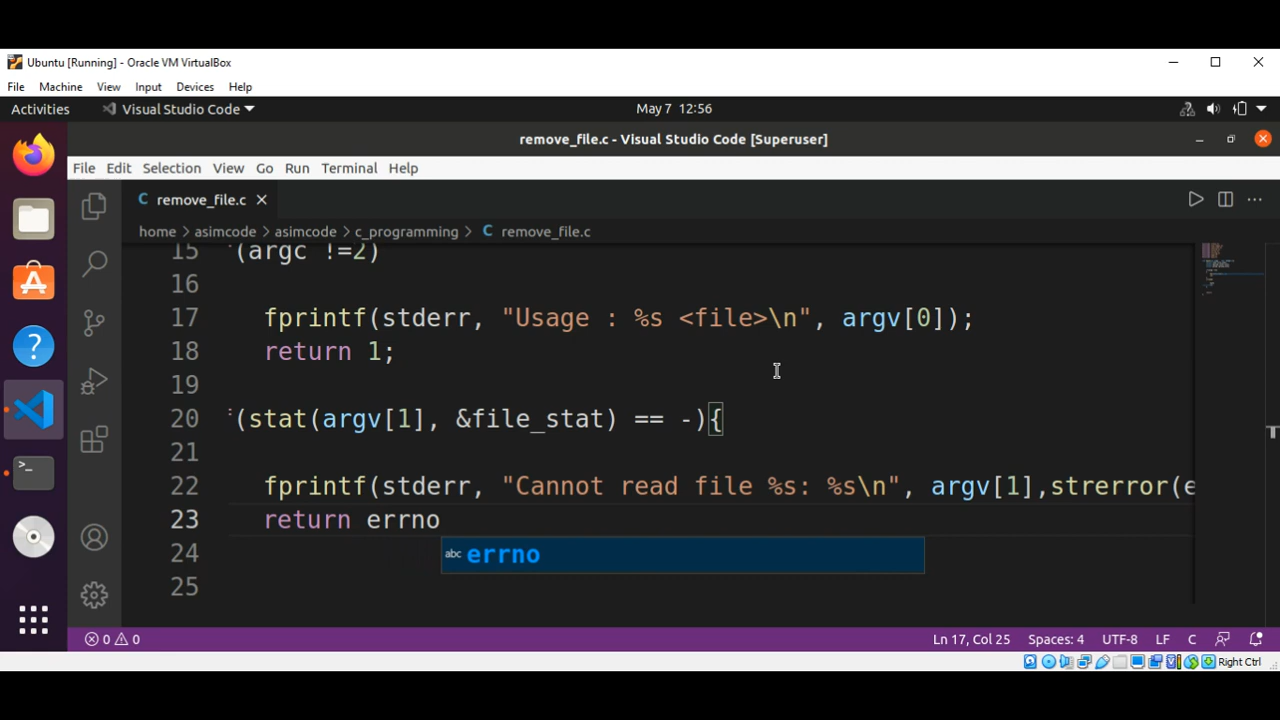 Ubuntu [Running] - Oracle VM VirtualBox
File Machine View Input Devices Help
Activities Visual Studio Code May 7 12:56
remove_file.c - Visual Studio Code [Superuser]
File Edit Selection View Go Run Terminal Help
C remove_file.c
home > asimcode > asimcode > c_programming > C remove_file.c
15 (argc !=2)
16
17 fprintf(stderr, "Usage : %s <file>\n", argv[0]);
18 return 1;
19
20 (stat(argv[1], &file_stat) == -){
21
22 fprintf(stderr, "Cannot read file %s: %s\n", argv[1],strerror(e
23 return errno
abc errno
24
25
0 0 Ln 17, Col 25 Spaces: 4 UTF-8 LF C
Right Ctrl